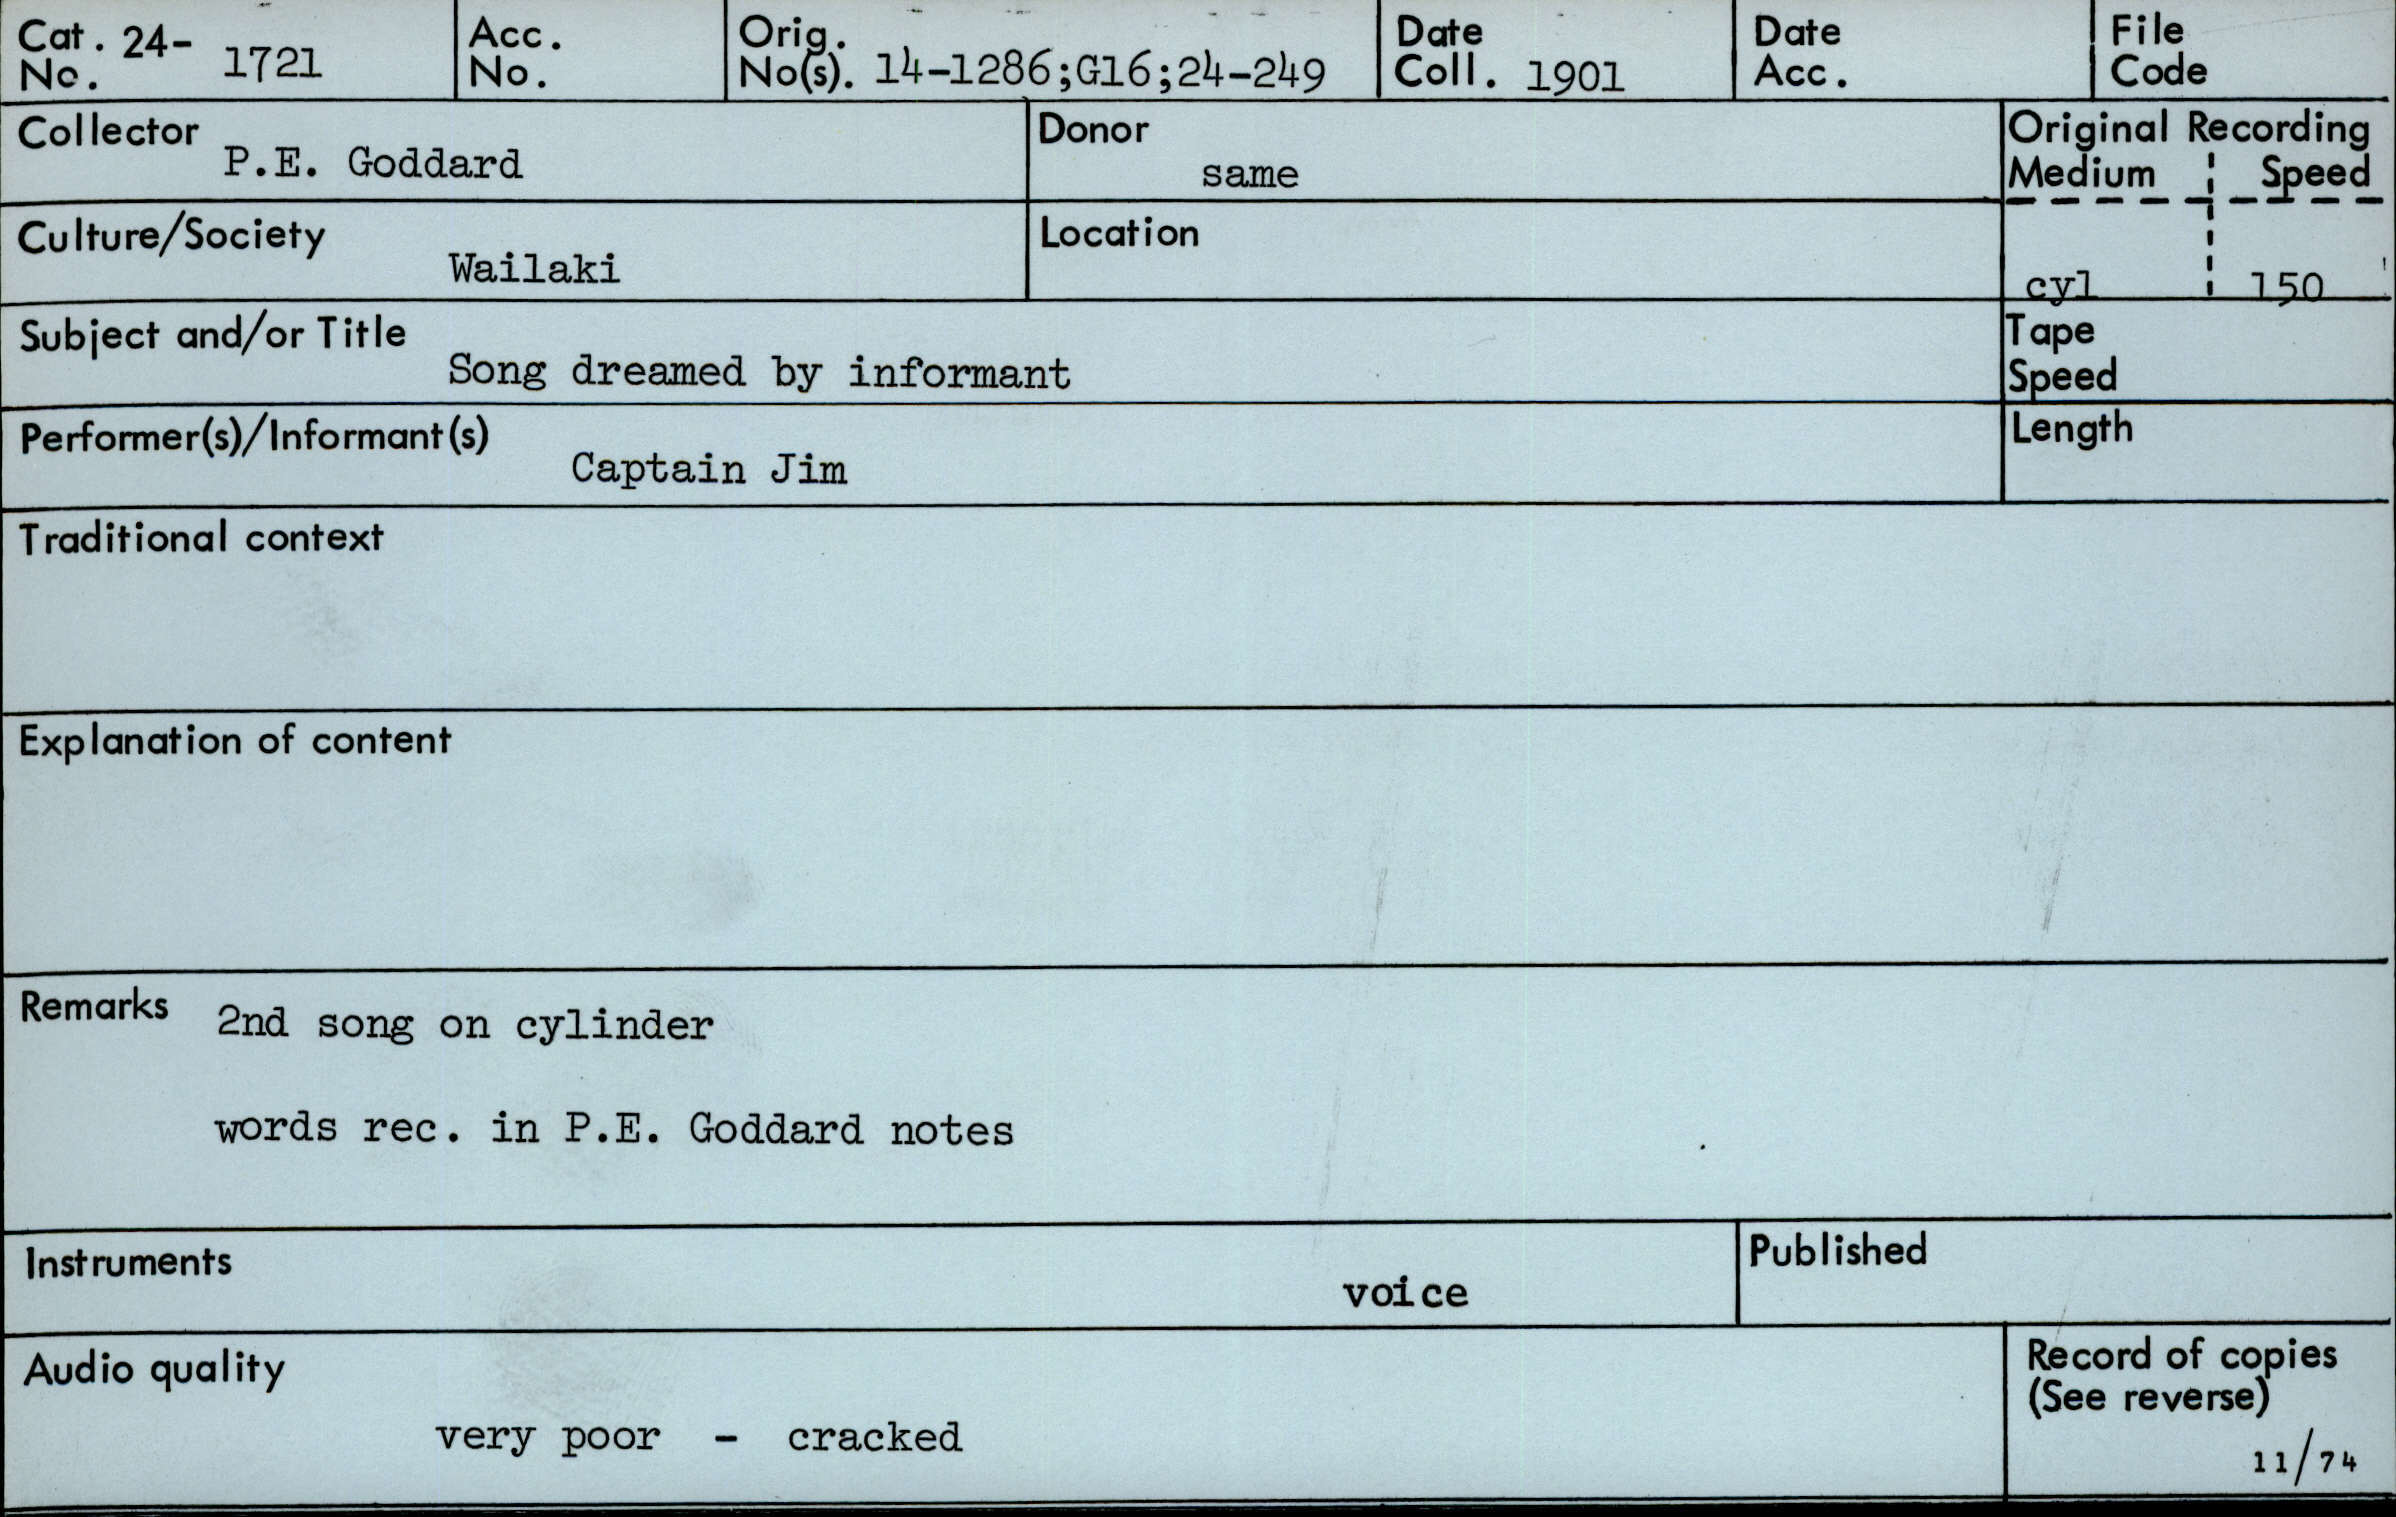 Cat. No. 24- 1721
Acc. No.
Orig. No(s). 14-1286;G16;24-249
Date Coll. 1901
Date Acc.
File Code
Collector P.E. Goddard
Donor same
Original Recording
Medium Speed
cyl 150
Culture/Society Wailaki
Location
Subject and/or Title Song dreamed by informant
Tape Speed
Performer(s)/Informant(s) Captain Jim
Length
Traditional context
Explanation of content
Remarks 2nd song on cylinder
words rec. in P.E. Goddard notes
Instruments voice
Published
Audio quality
very poor - cracked
Record of copies
(See reverse)
11/74